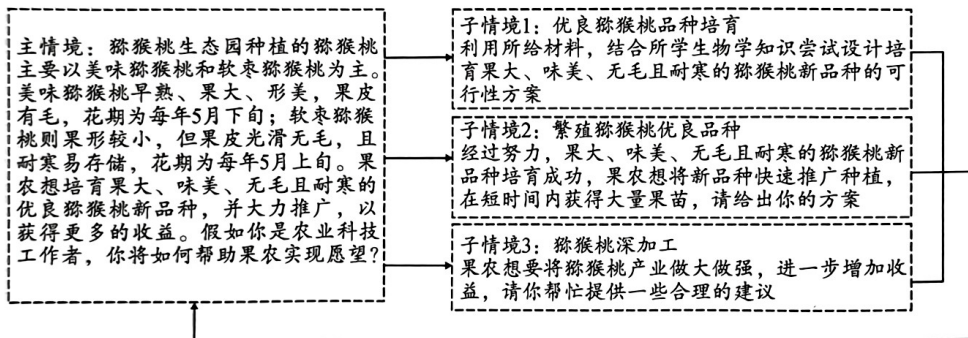 主情境：猕猴桃生态园种植的猕猴桃
主要以美味猕猴桃和软枣猕猴桃为主。
美味猕猴桃早熟、果大、形美，果皮
有毛，花期为每年5月下旬；软枣猕猴
桃则果形较小，但果皮光滑无毛，且
耐寒易存储，花期为每年5月上旬。果
农想培育果大、味美、无毛且耐寒的
优良猕猴桃新品种，并大力推广，以
获得更多的收益。假如你是农业科技
工作者，你将如何帮助果农实现愿望？
子情境1：优良猕猴桃品种培育
利用所给材料，结合所学生物学知识尝试设计培
育果大、味美、无毛且耐寒的猕猴桃新品种的可
行性方案
子情境2：繁殖猕猴桃优良品种
经过努力，果大、味美、无毛且耐寒的猕猴桃新
品种培育成功，果农想将新品种快速推广种植，
在短时间内获得大量果苗，请给出你的方案
子情境3：猕猴桃深加工
果农想要将猕猴桃产业做大做强，进一步增加收
益，请你帮忙提供一些合理的建议